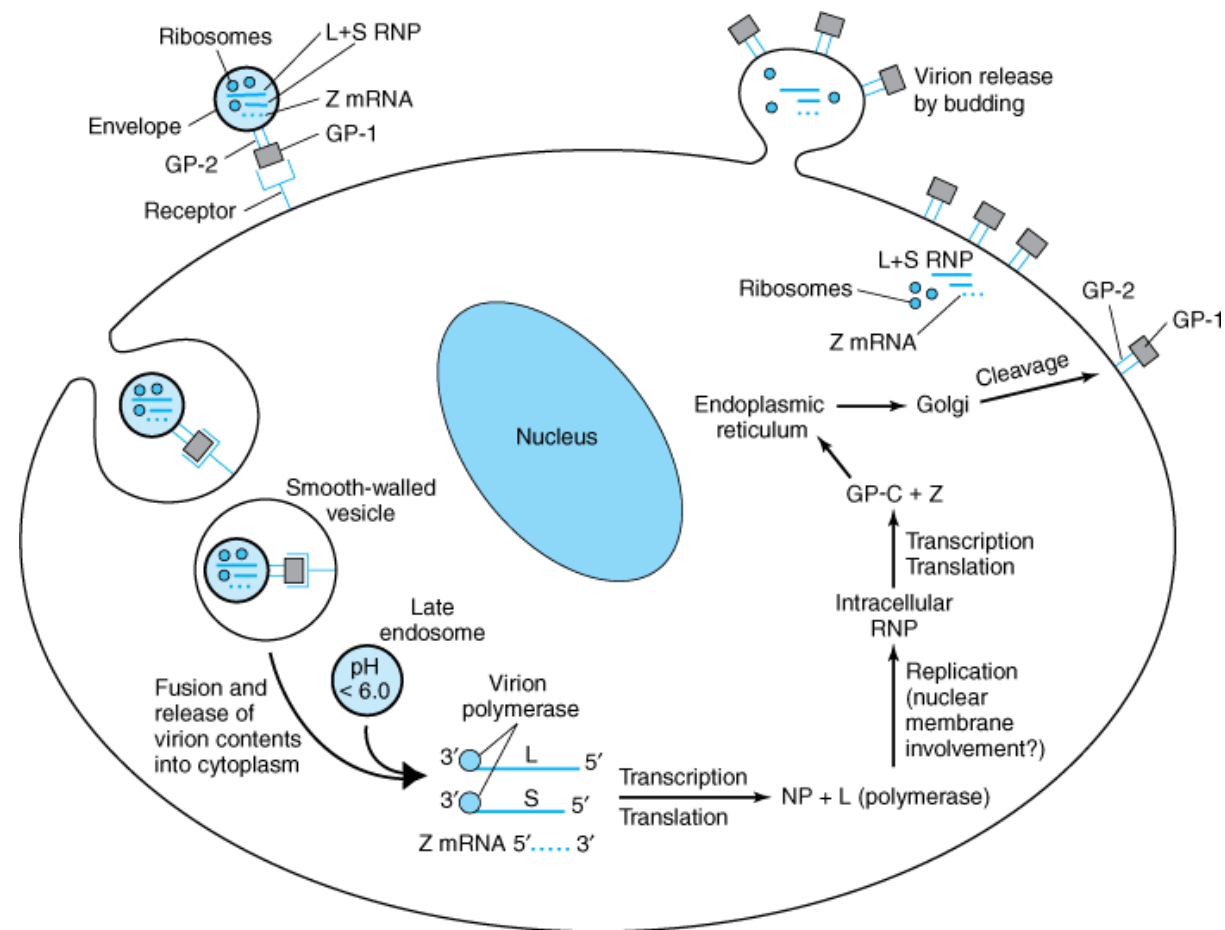 Ribosomes
L+S RNP
Z mRNA
Envelope
GP-1
GP-2
Receptor
Virion release
by budding
L+S RNP
Ribosomes
Z mRNA
GP-2
GP-1
Cleavage
Endoplasmic
reticulum
Golgi
Nucleus
GP-C + Z
Smooth-walled
vesicle
Transcription
Translation
Intracellular
RNP
Late
endosome
pH
< 6.0
Replication
(nuclear
membrane
involvement?)
Fusion and
release of
virion contents
into cytoplasm
Virion
polymerase
3′ L 5′
3′ S 5′
Z mRNA 5′ 3′
Transcription
Translation
NP + L (polymerase)